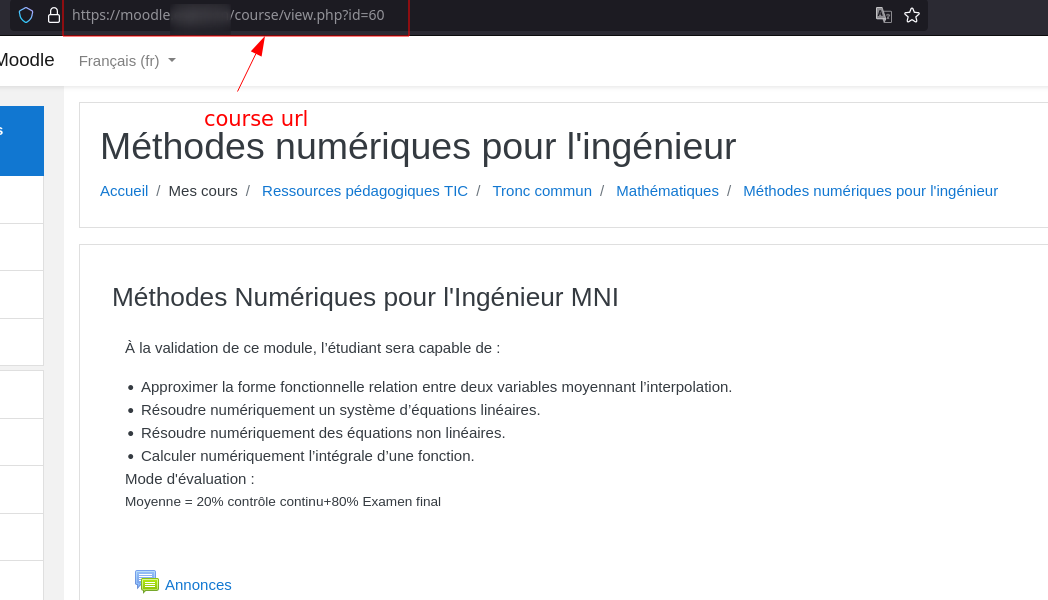 https://moodle /course/view.php?id=60
Moodle Français (fr)
s
course url
Méthodes numériques pour l'ingénieur
Accueil / Mes cours / Ressources pédagogiques TIC / Tronc commun / Mathématiques / Méthodes numériques pour l'ingénieur
Méthodes Numériques pour l'Ingénieur MNI
À la validation de ce module, l’étudiant sera capable de :
• Approximer la forme fonctionnelle relation entre deux variables moyennant l’interpolation.
• Résoudre numériquement un système d’équations linéaires.
• Résoudre numériquement des équations non linéaires.
• Calculer numériquement l’intégrale d’une fonction.
Mode d'évaluation :
Moyenne = 20% contrôle continu+80% Examen final
Annonces